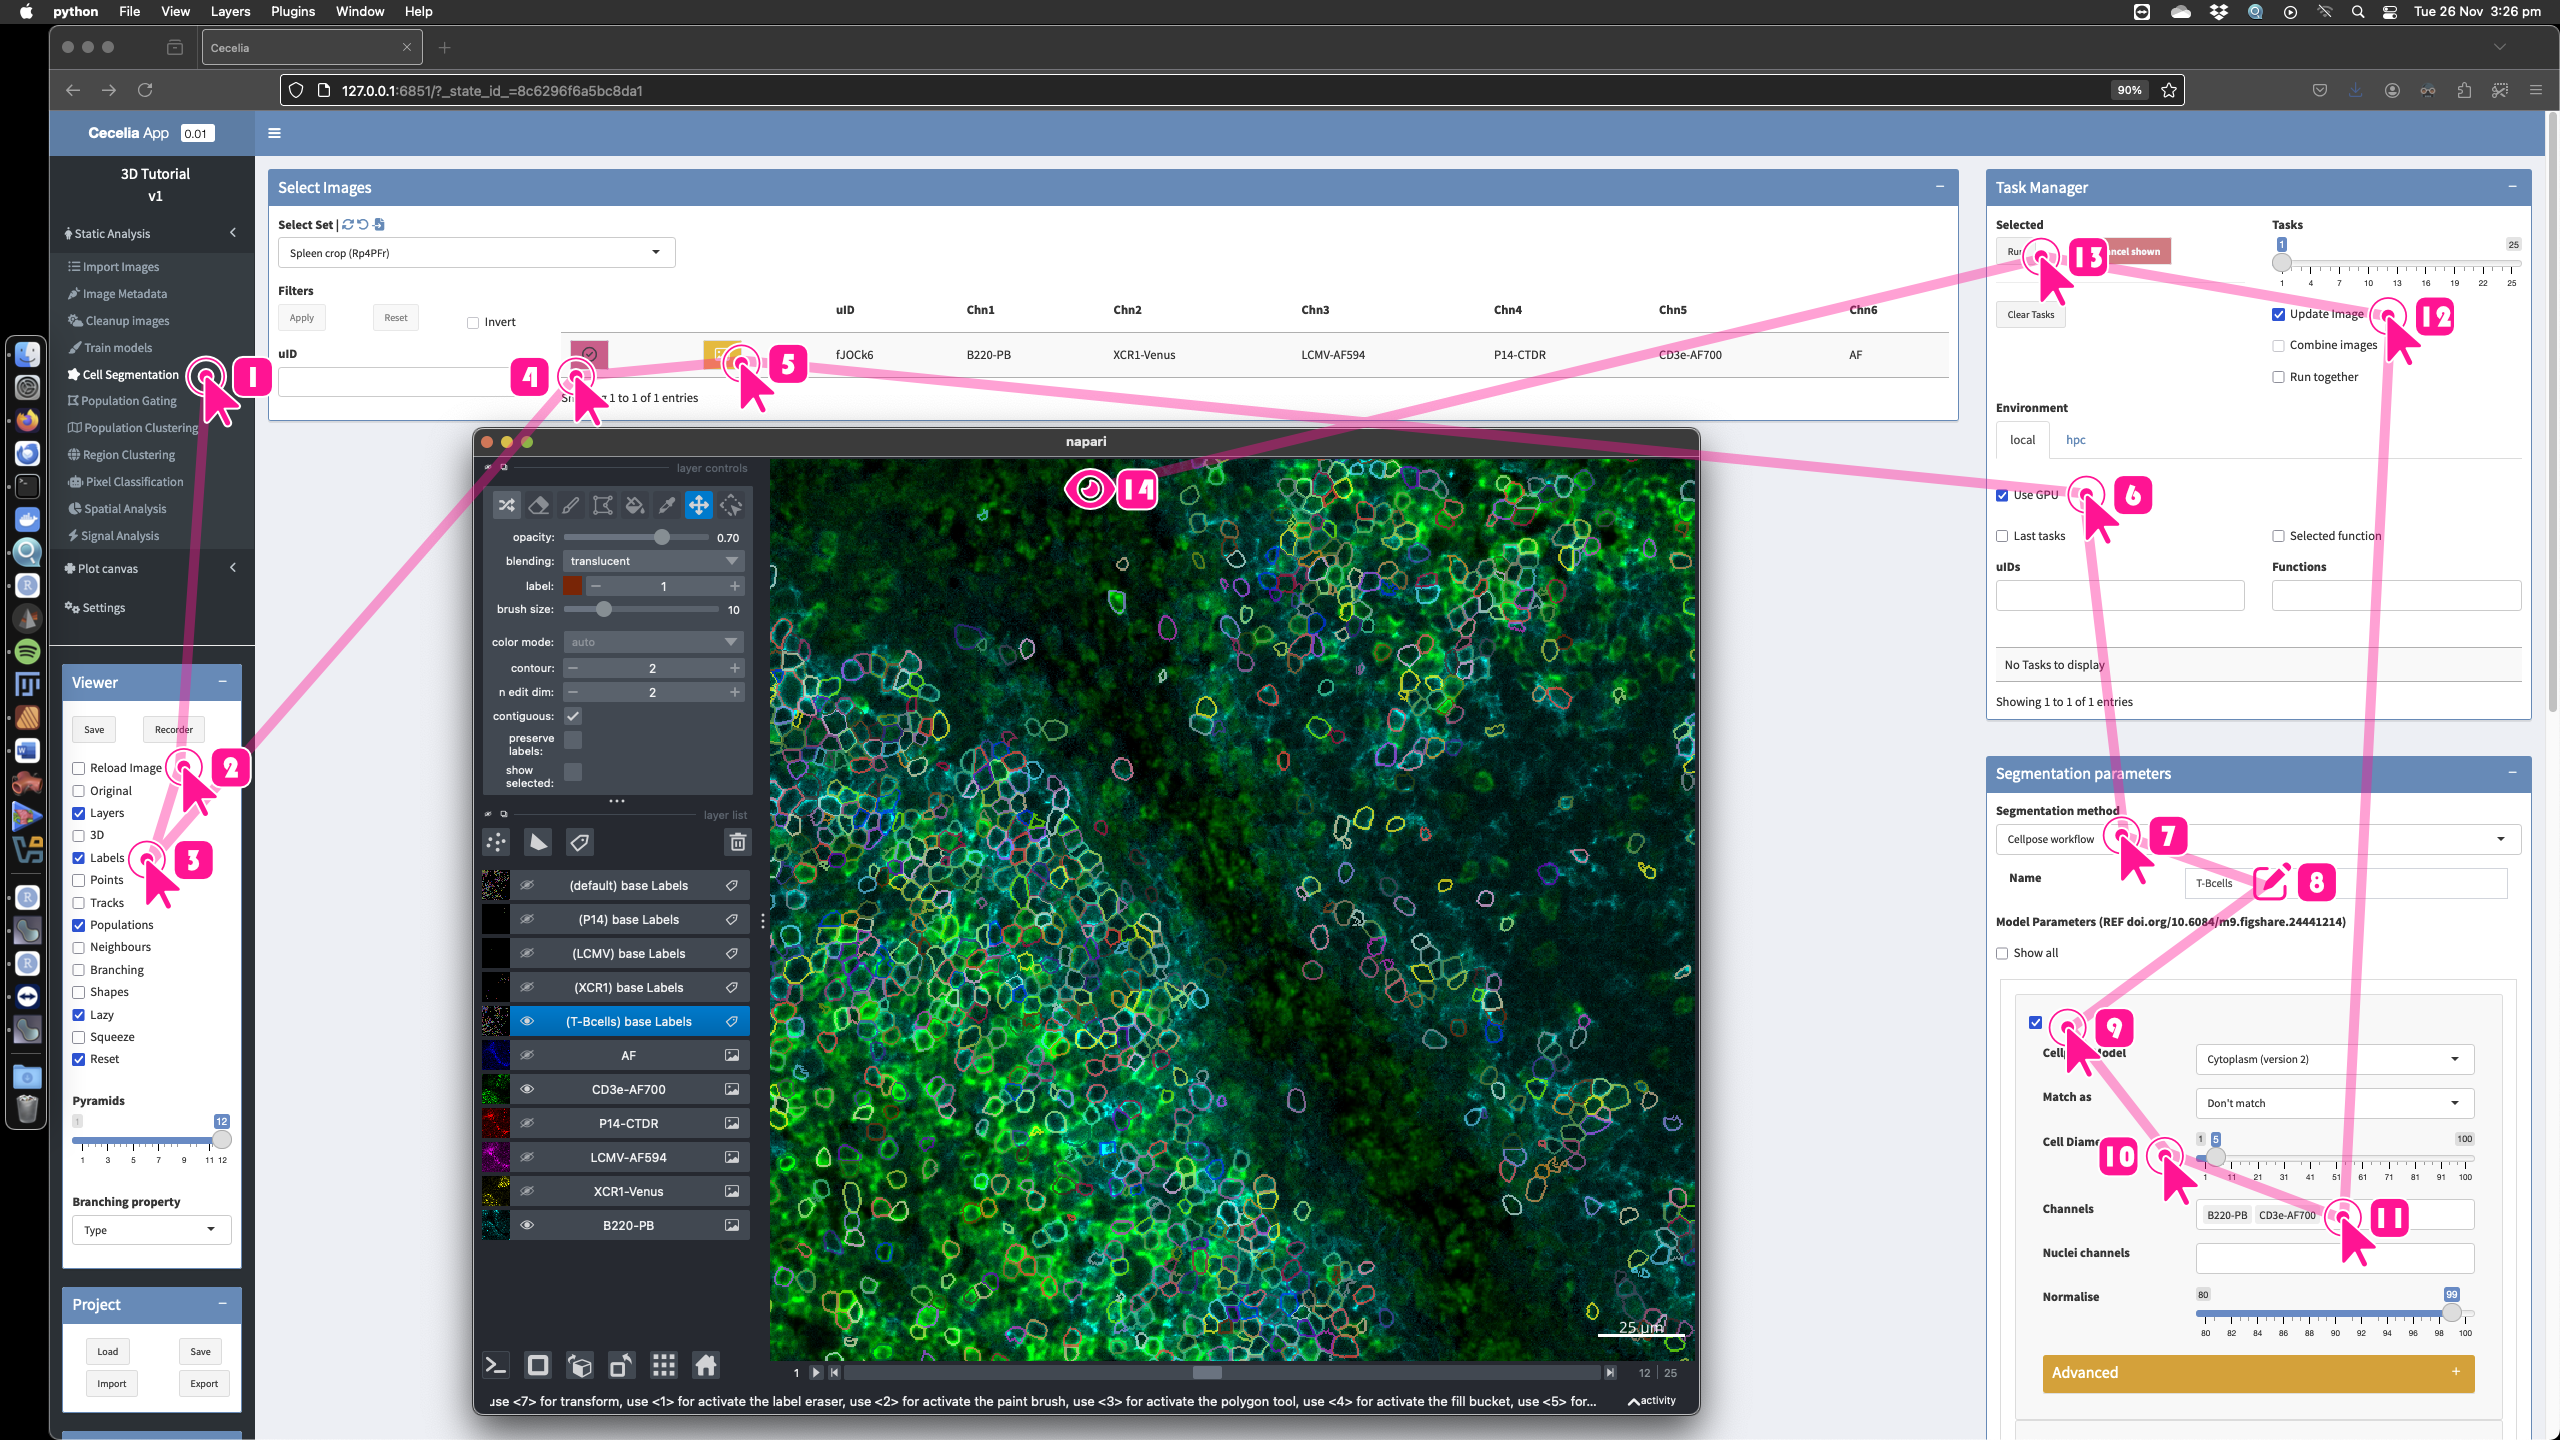 python File View Layers Plugins Window Help
Tue 26 Nov 3:26 pm
Cecelia
127.0.0.1:6851/?_state_id_=8c6296f6a5bc8da1
90%
Cecelia App 0.01
3D Tutorial
v1
Static Analysis
Import Images
Image Metadata
Cleanup images
Train models
Cell Segmentation
1
Population Gating
Population Clustering
Region Clustering
Pixel Classification
Spatial Analysis
Signal Analysis
Plot canvas
Settings
Viewer
Save Recorder
Reload Image
2
Original
Layers
3D
Labels
3
Points
Tracks
Populations
Neighbours
Branching
Shapes
Lazy
Squeeze
Reset
Pyramids
1 12
1 3 5 7 9 11 12
Branching property
Type
Project
Load Save
Import Export
Select Images
Select Set |
Spleen crop (Rp4PFr)
Filters
Apply Reset Invert
uID
uID Chn1 Chn2 Chn3 Chn4 Chn5 Chn6
4 5
fJOCk6 B220-PB XCR1-Venus LCMV-AF594 P14-CTDR CD3e-AF700 AF
1 to 1 of 1 entries
napari
layer controls
opacity: 0.70
blending: translucent
label: 1
brush size: 10
color mode: auto
contour: 2
n edit dim: 2
contiguous:
preserve
labels:
show
selected:
layer list
(default) base Labels
(P14) base Labels
(LCMV) base Labels
(XCR1) base Labels
(T-Bcells) base Labels
AF
CD3e-AF700
P14-CTDR
LCMV-AF594
XCR1-Venus
B220-PB
14
25 µm
1 12 25
use <7> for transform, use <1> for activate the label eraser, use <2> for activate the paint brush, use <3> for activate the polygon tool, use <4> for activate the fill bucket, use <5> for...
activity
Task Manager
Selected Tasks
13
ncel shown
1 25
1 4 7 10 13 16 19 22 25
Clear Tasks
Update Image
12
Combine images
Run together
Environment
local hpc
Use GPU
6
Last tasks Selected function
uIDs Functions
No Tasks to display
Showing 1 to 1 of 1 entries
Segmentation parameters
Segmentation method
Cellpose workflow
7
Name T-Bcells
8
Model Parameters (REF doi.org/10.6084/m9.figshare.24441214)
Show all
9
Cytoplasm (version 2)
Match as Don't match
Cell Diame
10
1 5 100
1 11 21 31 41 51 61 71 81 91 100
Channels B220-PB CD3e-AF700
11
Nuclei channels
Normalise
80 99
80 82 84 86 88 90 92 94 96 98 100
Advanced